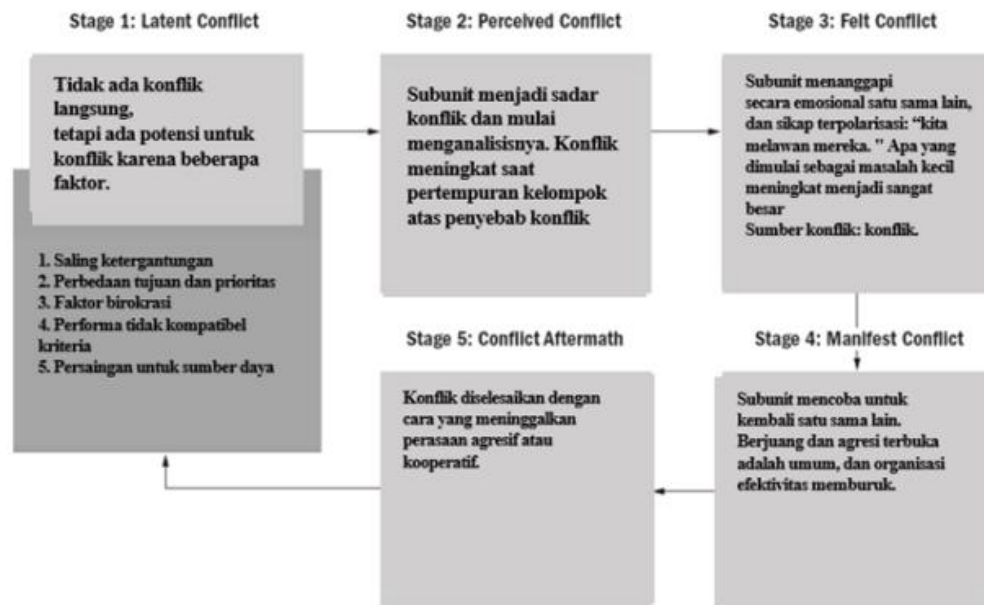 Stage 1: Latent Conflict
Tidak ada konflik
langsung,
tetapi ada potensi untuk
konflik karena beberapa
faktor.
1. Saling ketergantungan
2. Perbedaan tujuan dan prioritas
3. Faktor birokrasi
4. Performa tidak kompatibel
kriteria
5. Persaingan untuk sumber daya
Stage 2: Perceived Conflict
Subunit menjadi sadar
konflik dan mulai
menganalisisnya. Konflik
meningkat saat
pertempuran kelompok
atas penyebab konflik
Stage 3: Felt Conflict
Subunit menanggapi
secara emosional satu sama lain,
dan sikap terpolarisasi: “kita
melawan mereka. " Apa yang
dimulai sebagai masalah kecil
meningkat menjadi sangat
besar
Sumber konflik: konflik.
Stage 4: Manifest Conflict
Subunit mencoba untuk
kembali satu sama lain.
Berjuang dan agresi terbuka
adalah umum, dan organisasi
efektivitas memburuk.
Stage 5: Conflict Aftermath
Konflik diselesaikan dengan
cara yang meninggalkan
perasaan agresif atau
kooperatif.